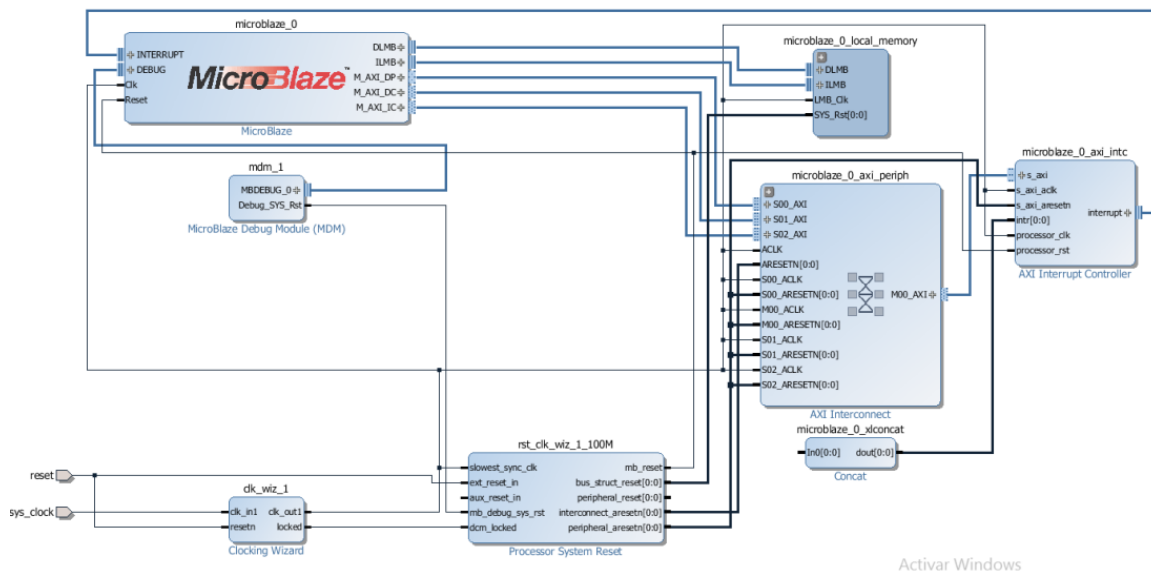 microblaze_0
INTERRUPT
DEBUG
Clk
Reset
DLMB
ILMB
M_AXI_DP
M_AXI_DC
M_AXI_IC
MicroBlaze™
MicroBlaze
microblaze_0_local_memory
DLMB
ILMB
LMB_Clk
SYS_Rst[0:0]
mdm_1
MBDEBUG_0
Debug_SYS_Rst
MicroBlaze Debug Module (MDM)
microblaze_0_axi_periph
S00_AXI
S01_AXI
S02_AXI
ACLK
ARESETN[0:0]
S00_ACLK
S00_ARESETN[0:0]
M00_ACLK
M00_ARESETN[0:0]
S01_ACLK
S01_ARESETN[0:0]
S02_ACLK
S02_ARESETN[0:0]
M00_AXI
AXI Interconnect
microblaze_0_axi_intc
s_axi
s_axi_aclk
s_axi_aresetn
intr[0:0]
processor_clk
processor_rst
interrupt
AXI Interrupt Controller
microblaze_0_xlconcat
In0[0:0]
dout[0:0]
Concat
rst_clk_wiz_1_100M
slowest_sync_clk
ext_reset_in
aux_reset_in
mb_debug_sys_rst
dcm_locked
mb_reset
bus_struct_reset[0:0]
peripheral_reset[0:0]
interconnect_aresetn[0:0]
peripheral_aresetn[0:0]
Processor System Reset
reset
sys_clock
clk_wiz_1
clk_in1
resetn
clk_out1
locked
Clocking Wizard
Activar Windows